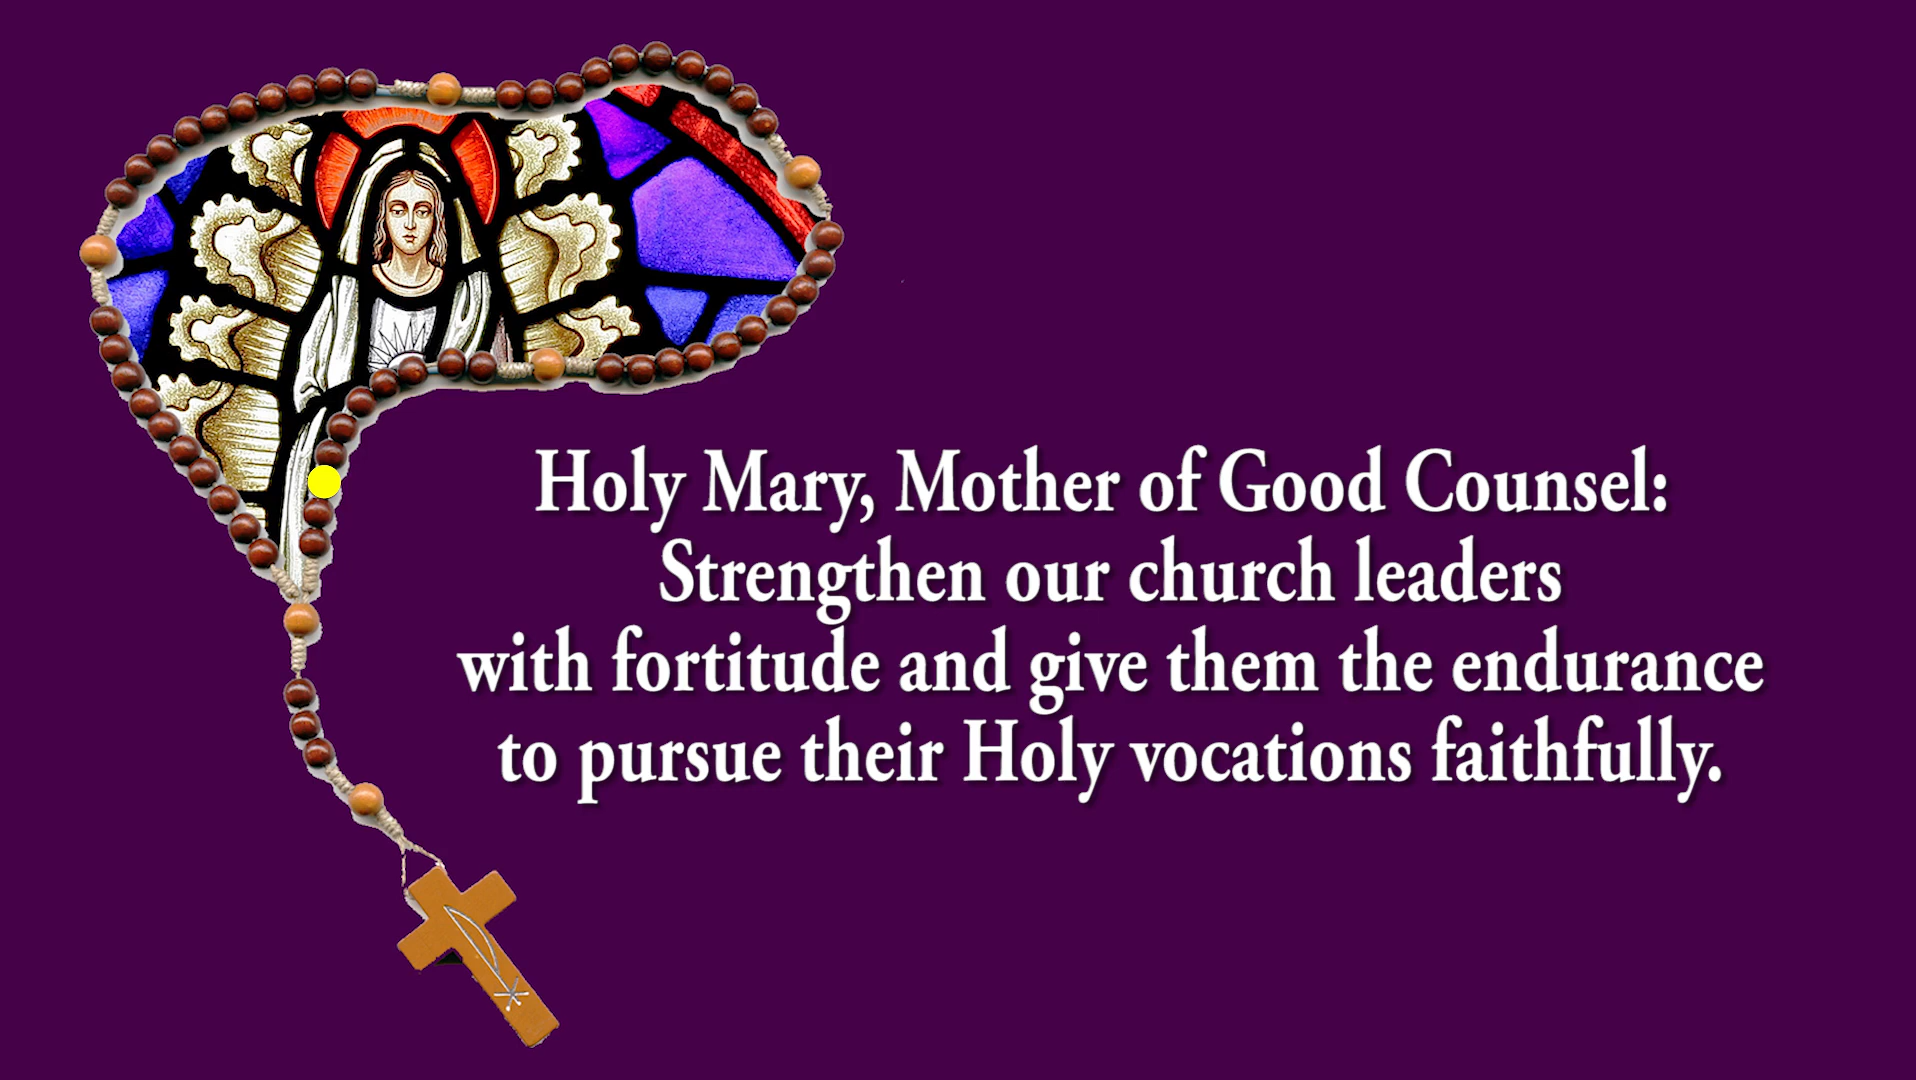 Holy Mary, Mother of Good Counsel:
Strengthen our church leaders
with fortitude and give them the endurance
to pursue their Holy vocations faithfully.